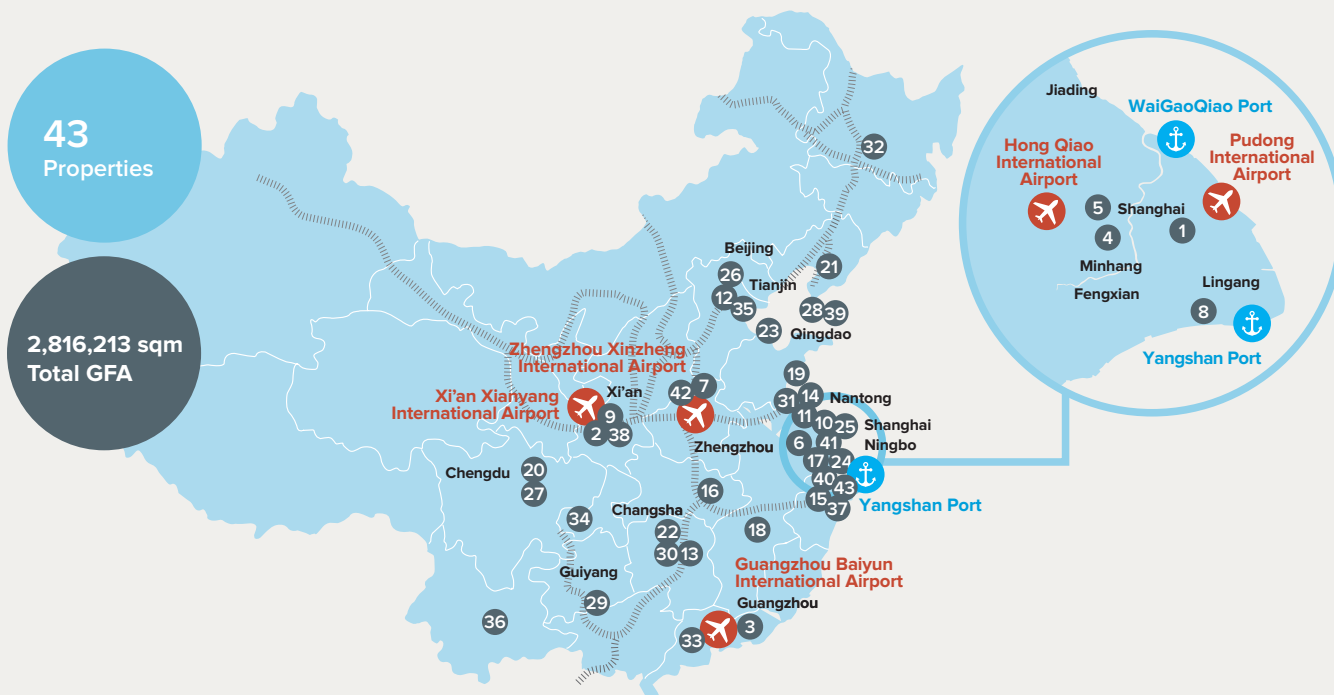 43
Properties
2,816,213 sqm
Total GFA
32
Beijing
26
21
Tianjin
12
35
28
39
23
Qingdao
Zhengzhou Xinzheng
International Airport
19
42
7
Xi'an Xianyang
International Airport
Xi'an
9
2
38
31
14
Nantong
11
10
25
Shanghai
Zhengzhou
6
41
Ningbo
17
24
40
43
15
37
Yangshan Port
Chengdu
20
27
16
34
Changsha
22
30
13
18
Guiyang
29
Guangzhou Baiyun
International Airport
Guangzhou
36
33
3
Jiading
WaiGaoQiao Port
Hong Qiao
International
Airport
Pudong
International
Airport
5
Shanghai
1
4
Minhang
Fengxian
Lingang
8
Yangshan Port